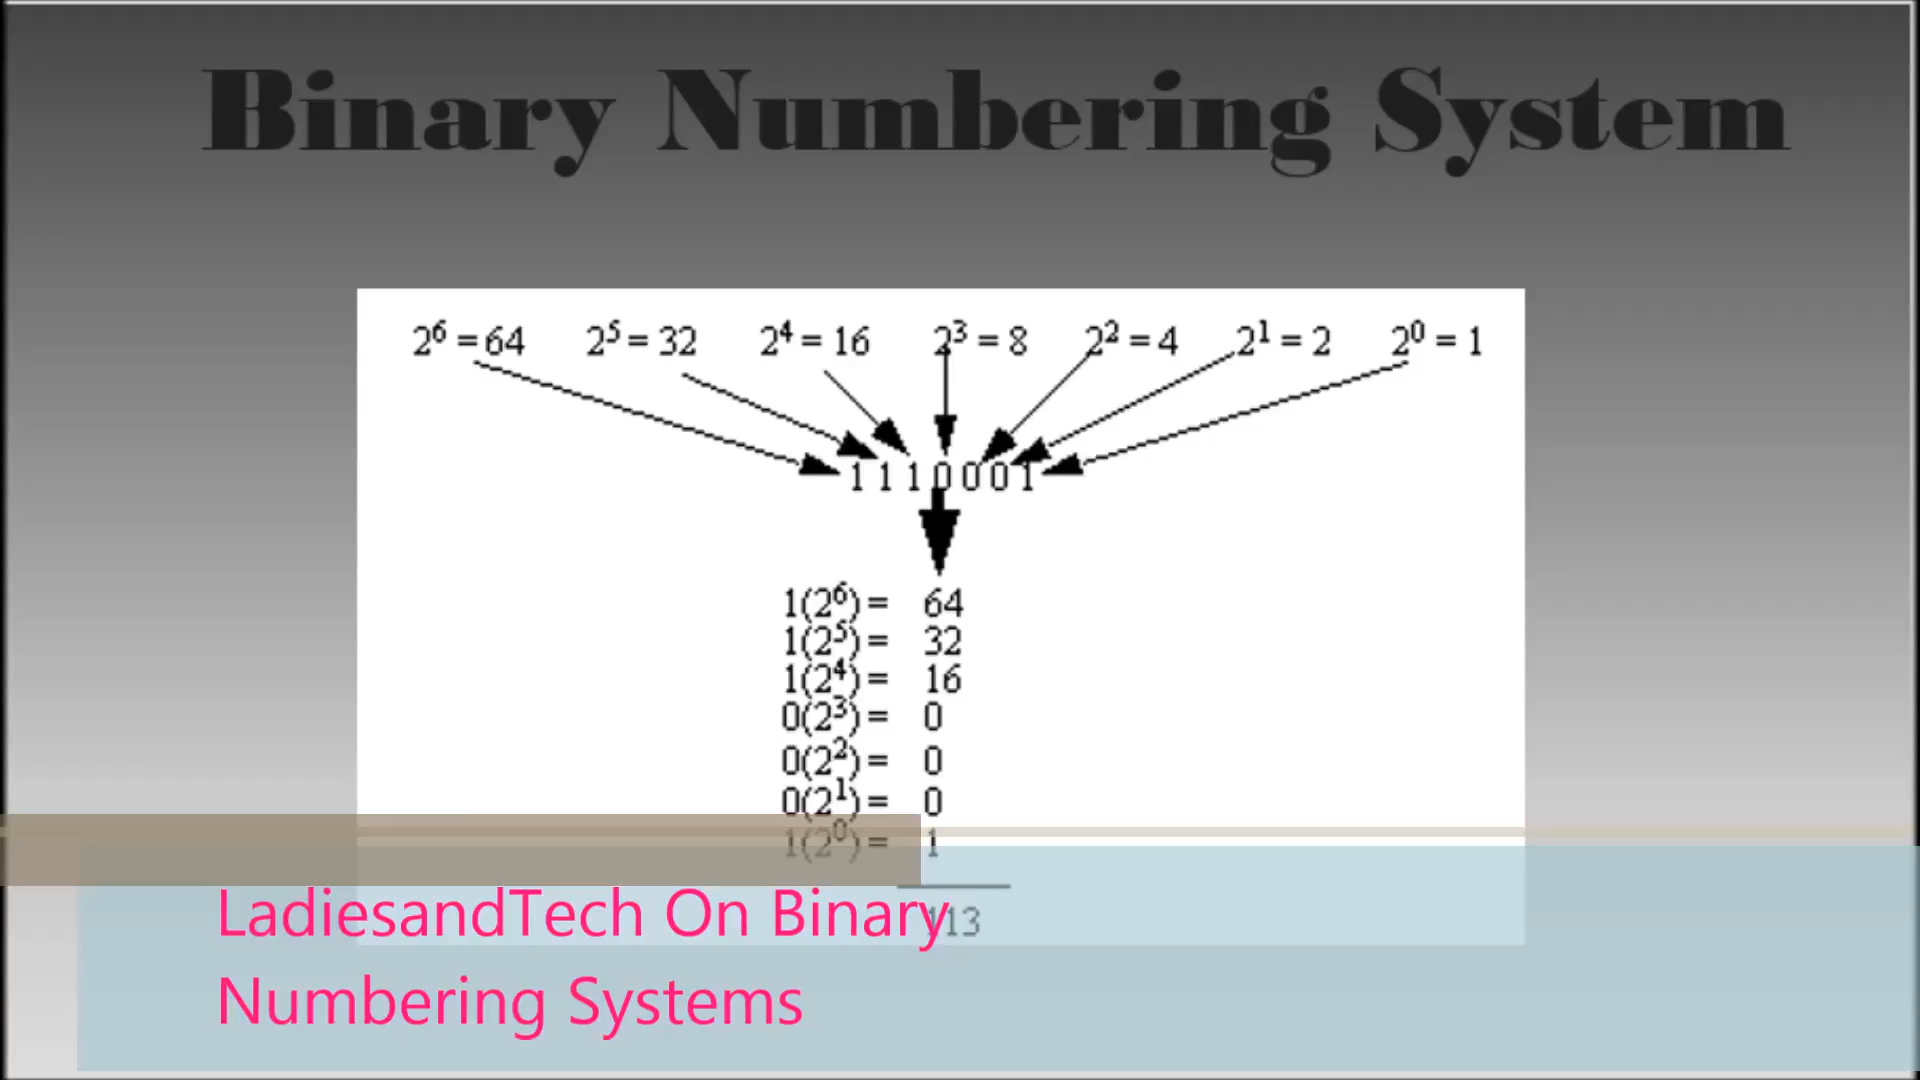 Binary Numbering System
2⁶ = 64 2⁵ = 32 2⁴ = 16 2³ = 8 2² = 4 2¹ = 2 2⁰ = 1
1 1 1 0 0 0 1
1(2⁶) = 64
1(2⁵) = 32
1(2⁴) = 16
0(2³) = 0
0(2²) = 0
0(2¹) = 0
1(2⁰) = 1
113
LadiesandTech On Binary
Numbering Systems